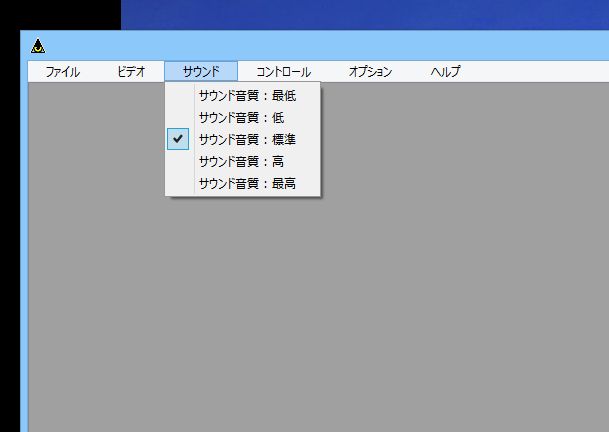 ファイル ビデオ サウンド コントロール オプション ヘルプ
サウンド音質：最低
サウンド音質：低
サウンド音質：標準
サウンド音質：高
サウンド音質：最高